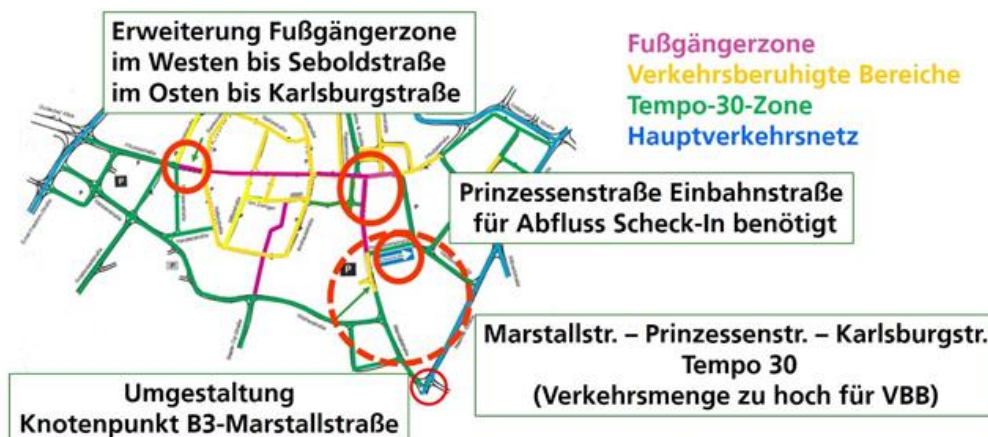 Erweiterung Fußgängerzone
im Westen bis Seboldstraße
im Osten bis Karlsburgstraße
Fußgängerzone
Verkehrsberuhigte Bereiche
Tempo-30-Zone
Hauptverkehrsnetz
Prinzessenstraße Einbahnstraße
für Abfluss Scheck-In benötigt
P
P
P
Marstallstr. – Prinzessenstr. – Karlsburgstr.
Tempo 30
(Verkehrsmenge zu hoch für VBB)
Umgestaltung
Knotenpunkt B3-Marstallstraße